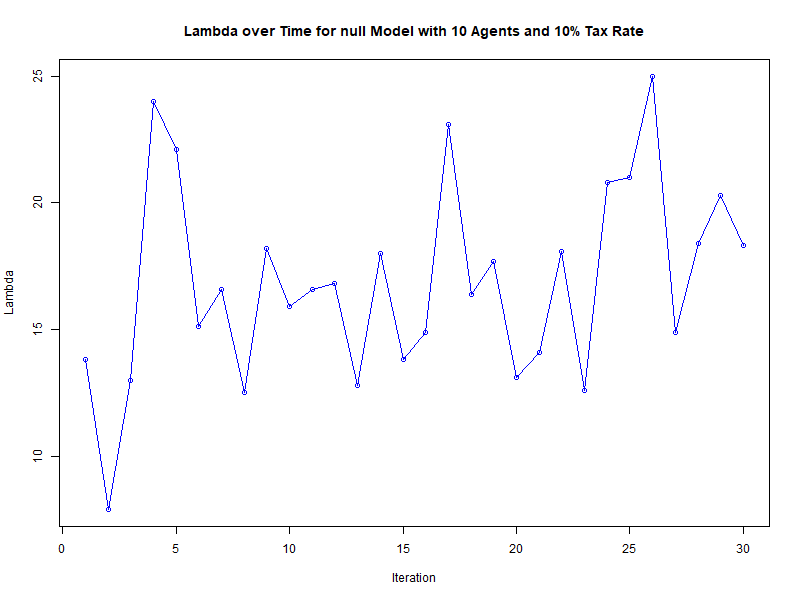 Lambda over Time for null Model with 10 Agents and 10% Tax Rate
25
20
15
10
Lambda
0 5 10 15 20 25 30
Iteration